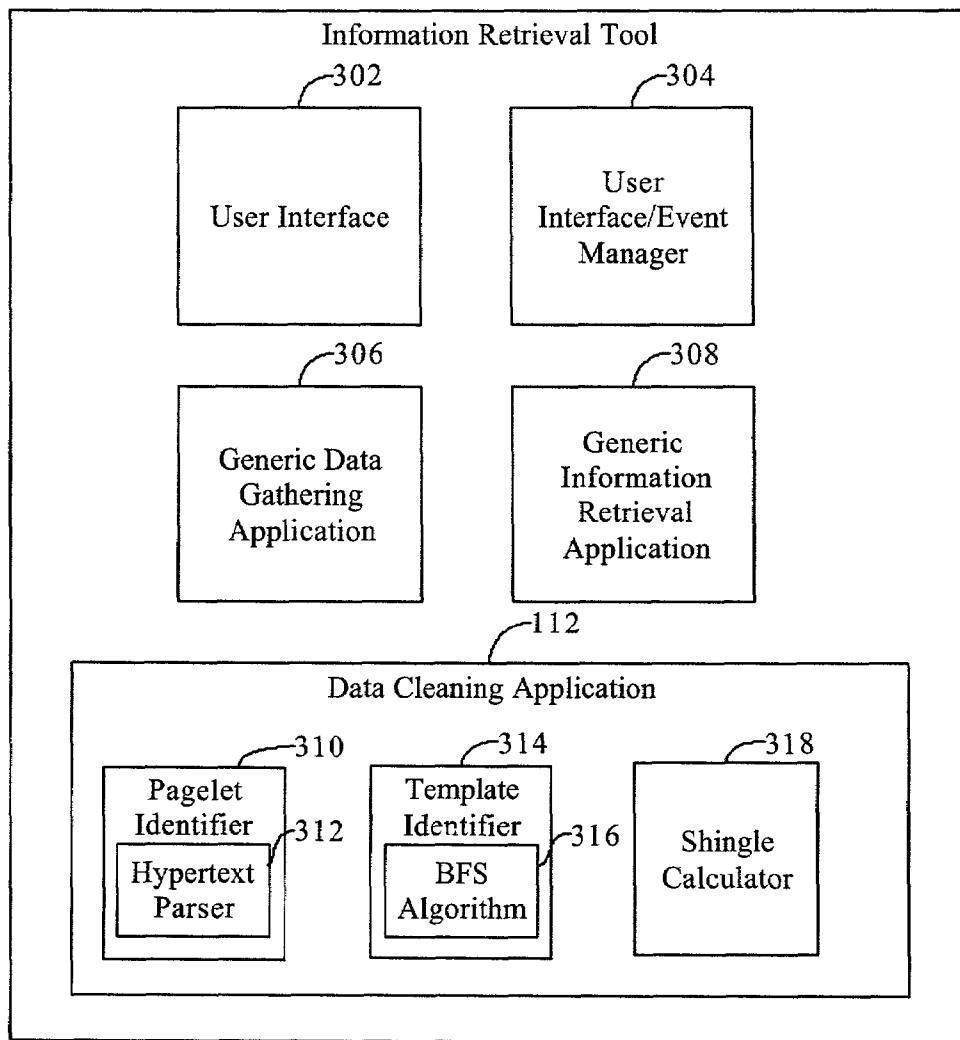 Information Retrieval Tool
302
304
User Interface
User
Interface/Event
Manager
306
308
Generic Data
Gathering
Application
Generic
Information
Retrieval
Application
112
Data Cleaning Application
310
314
318
Pagelet
Identifier
312
Hypertext
Parser
Template
Identifier
316
BFS
Algorithm
Shingle
Calculator